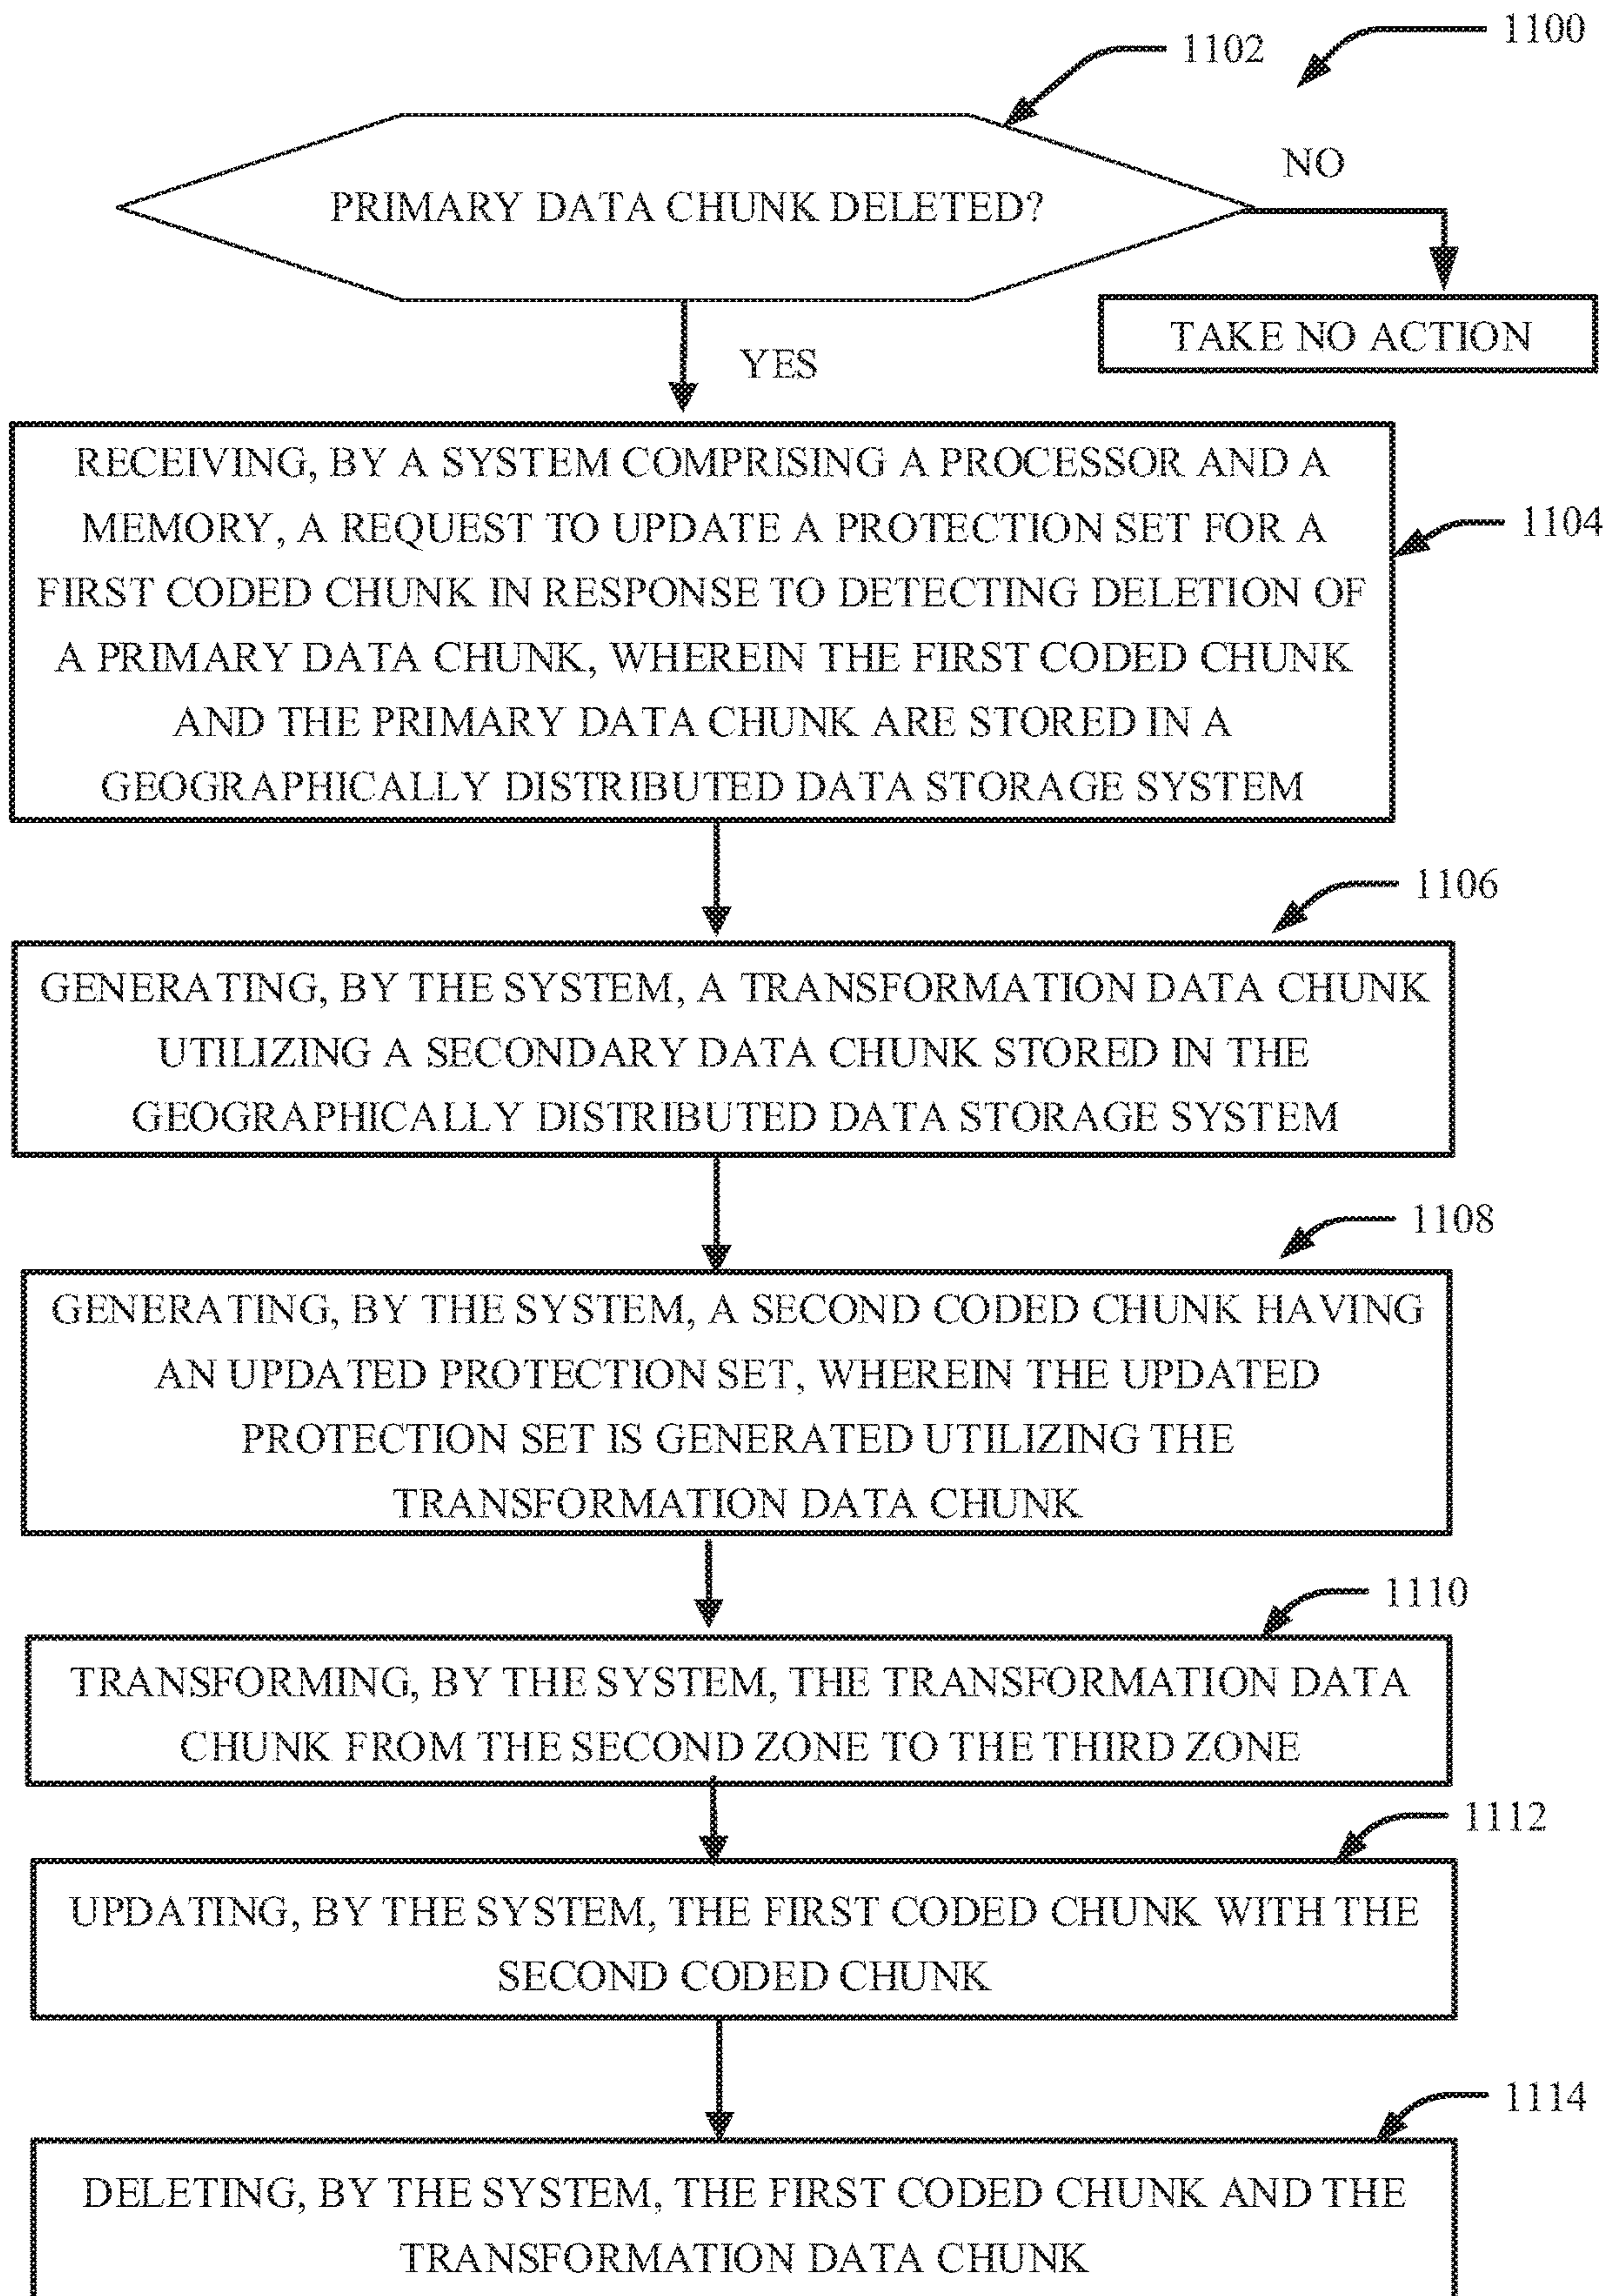 1100
1102
PRIMARY DATA CHUNK DELETED?
NO
TAKE NO ACTION
YES
RECEIVING, BY A SYSTEM COMPRISING A PROCESSOR AND A
MEMORY, A REQUEST TO UPDATE A PROTECTION SET FOR A
FIRST CODED CHUNK IN RESPONSE TO DETECTING DELETION OF
A PRIMARY DATA CHUNK, WHEREIN THE FIRST CODED CHUNK
AND THE PRIMARY DATA CHUNK ARE STORED IN A
GEOGRAPHICALLY DISTRIBUTED DATA STORAGE SYSTEM
1104
1106
GENERATING, BY THE SYSTEM, A TRANSFORMATION DATA CHUNK
UTILIZING A SECONDARY DATA CHUNK STORED IN THE
GEOGRAPHICALLY DISTRIBUTED DATA STORAGE SYSTEM
1108
GENERATING, BY THE SYSTEM, A SECOND CODED CHUNK HAVING
AN UPDATED PROTECTION SET, WHEREIN THE UPDATED
PROTECTION SET IS GENERATED UTILIZING THE
TRANSFORMATION DATA CHUNK
1110
TRANSFORMING, BY THE SYSTEM, THE TRANSFORMATION DATA
CHUNK FROM THE SECOND ZONE TO THE THIRD ZONE
1112
UPDATING, BY THE SYSTEM, THE FIRST CODED CHUNK WITH THE
SECOND CODED CHUNK
1114
DELETING, BY THE SYSTEM, THE FIRST CODED CHUNK AND THE
TRANSFORMATION DATA CHUNK